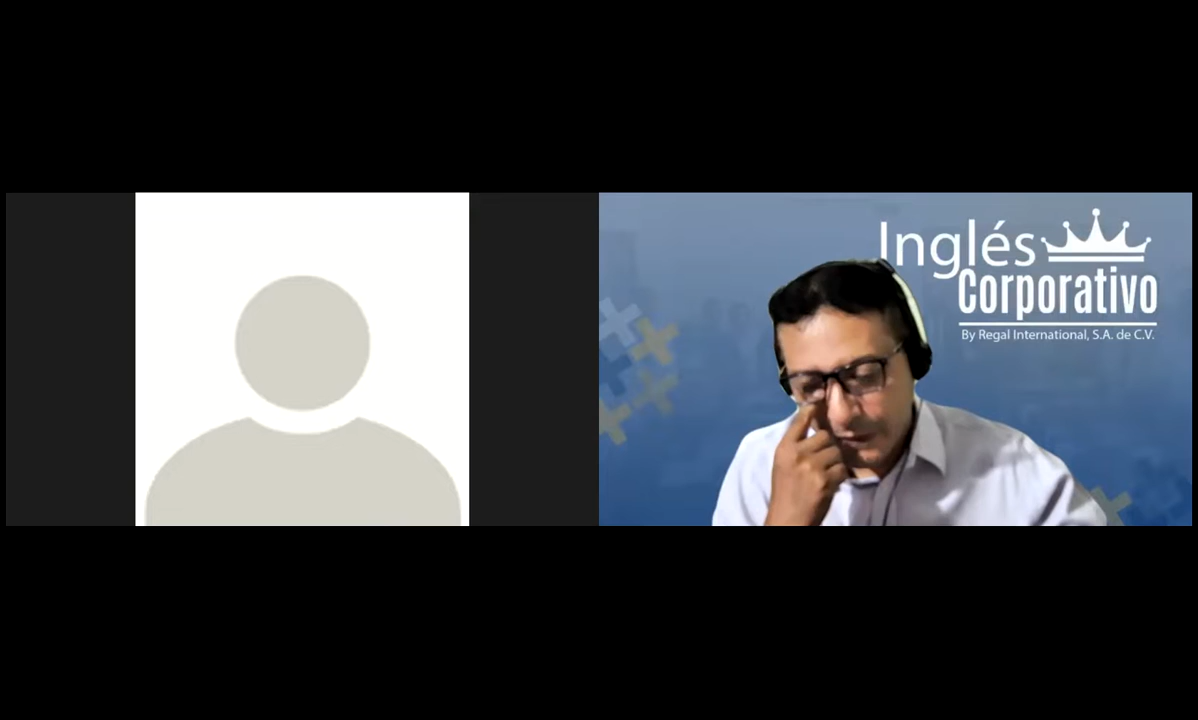 Inglés
Corporativo
By Regal International, S.A. de C.V.